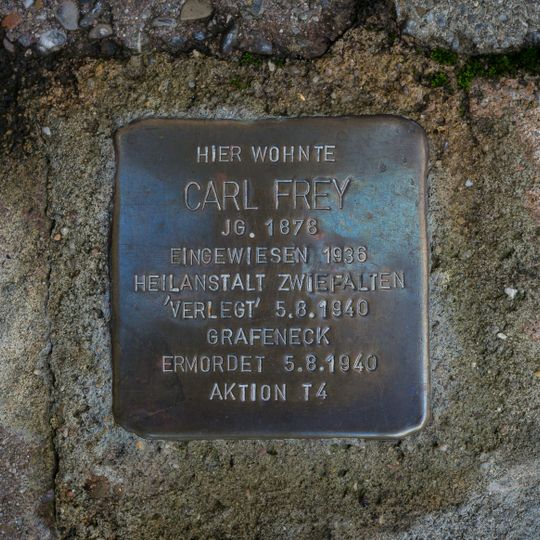 HIER WOHNTE
CARL FREY
JG. 1878
EINGEWIESEN 1936
HEILANSTALT ZWIEFALTEN
'VERLEGT' 5.8.1940
GRAFENECK
ERMORDET 5.8.1940
AKTION T4